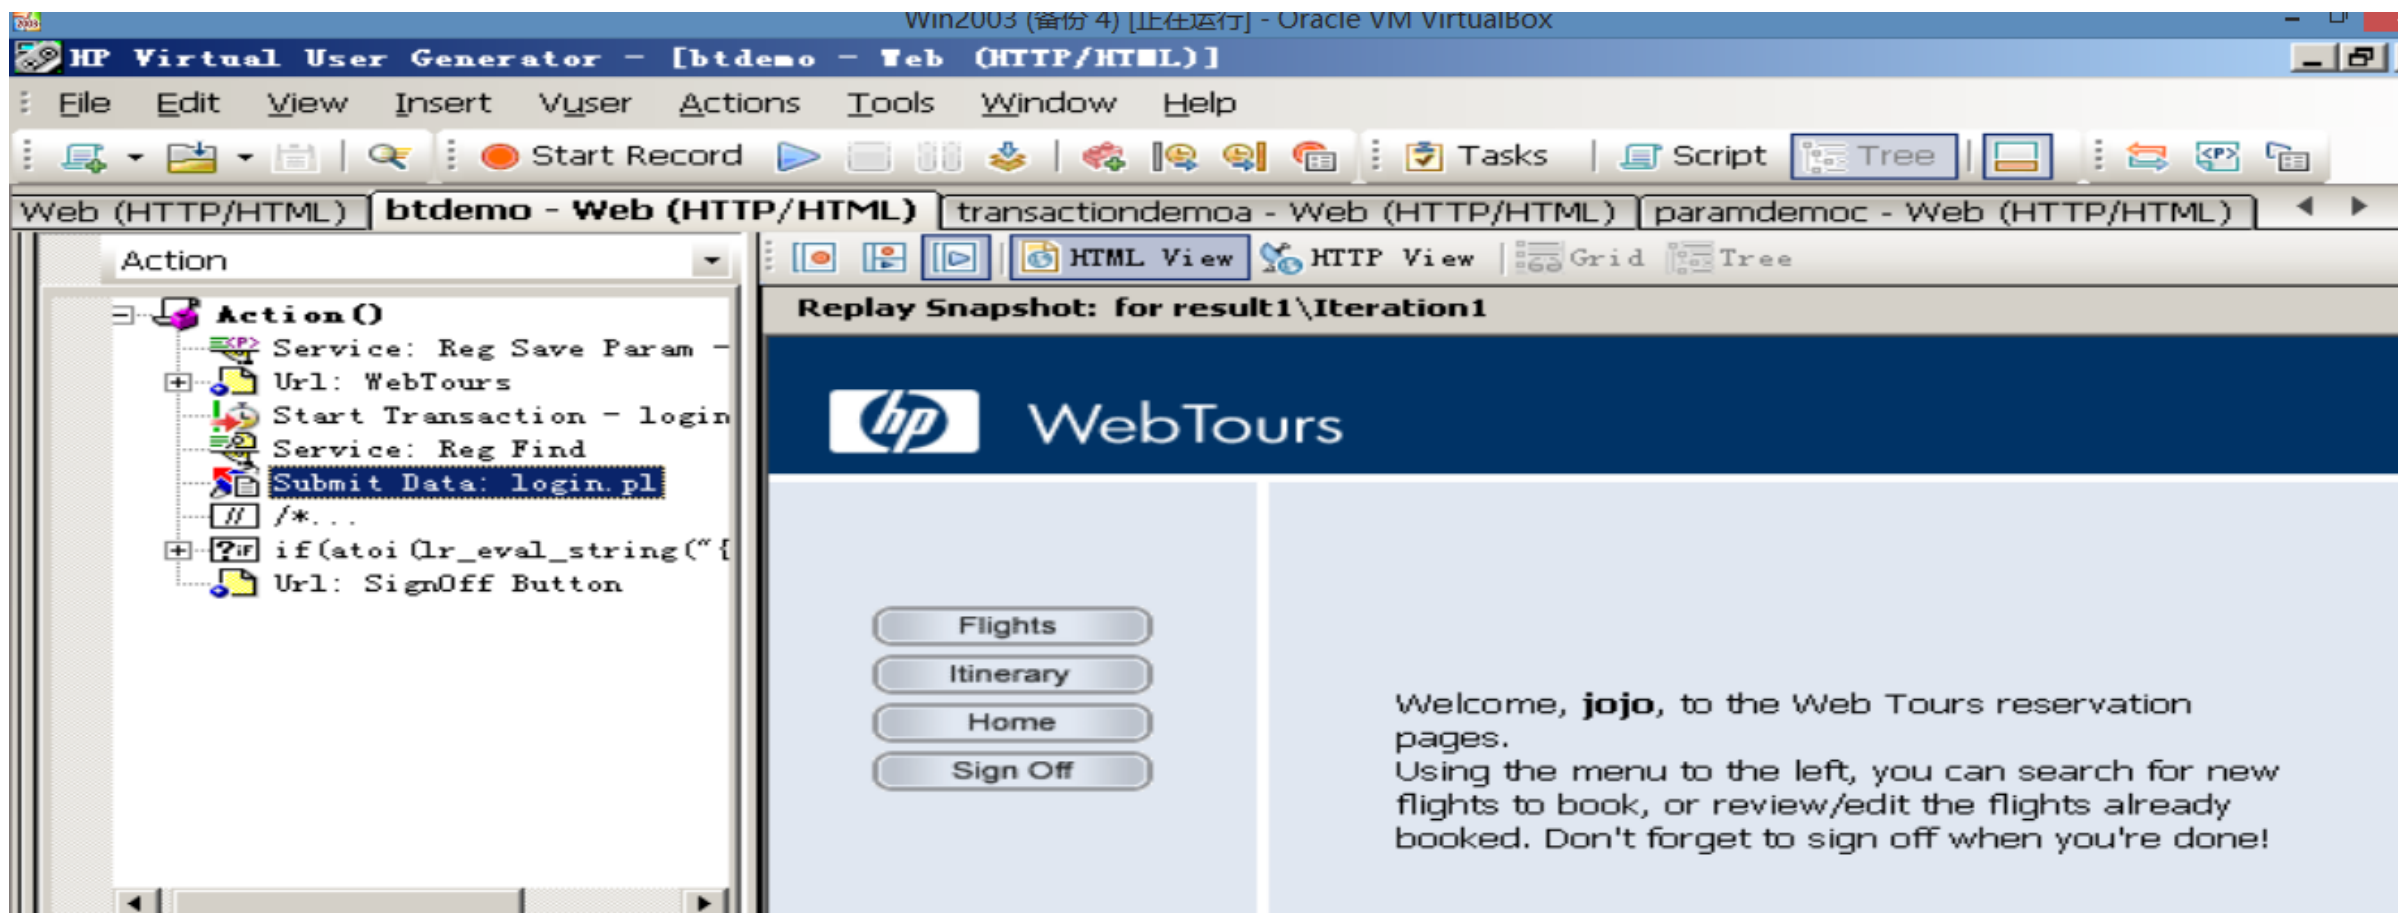 Win2003 (备份 4) [正在运行] - Oracle VM VirtualBox
HP Virtual User Generator - [btdemo - Web (HTTP/HTML)]
File Edit View Insert Vuser Actions Tools Window Help
Start Record Tasks Script Tree
Web (HTTP/HTML) btdemo - Web (HTTP/HTML) transactiondemoa - Web (HTTP/HTML) paramdemoc - Web (HTTP/HTML)
Action
HTML View HTTP View Grid Tree
Replay Snapshot: for result1\Iteration1
Action()
Service: Reg Save Param -
Url: WebTours
Start Transaction - login
Service: Reg Find
Submit Data: login.pl
// /*...
?iF if(atoi(lr_eval_string("{
Url: SignOff Button
hp WebTours
Flights
Itinerary
Home
Sign Off
Welcome, jojo, to the Web Tours reservation
pages.
Using the menu to the left, you can search for new
flights to book, or review/edit the flights already
booked. Don't forget to sign off when you're done!